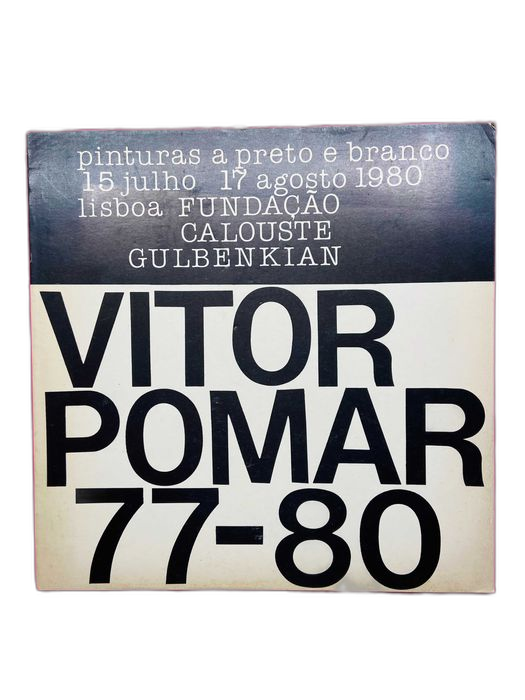 pinturas a preto e branco
15 julho 17 agosto 1980
lisboa FUNDAÇÃO
CALOUSTE
GULBENKIAN
VITOR
POMAR
77-80